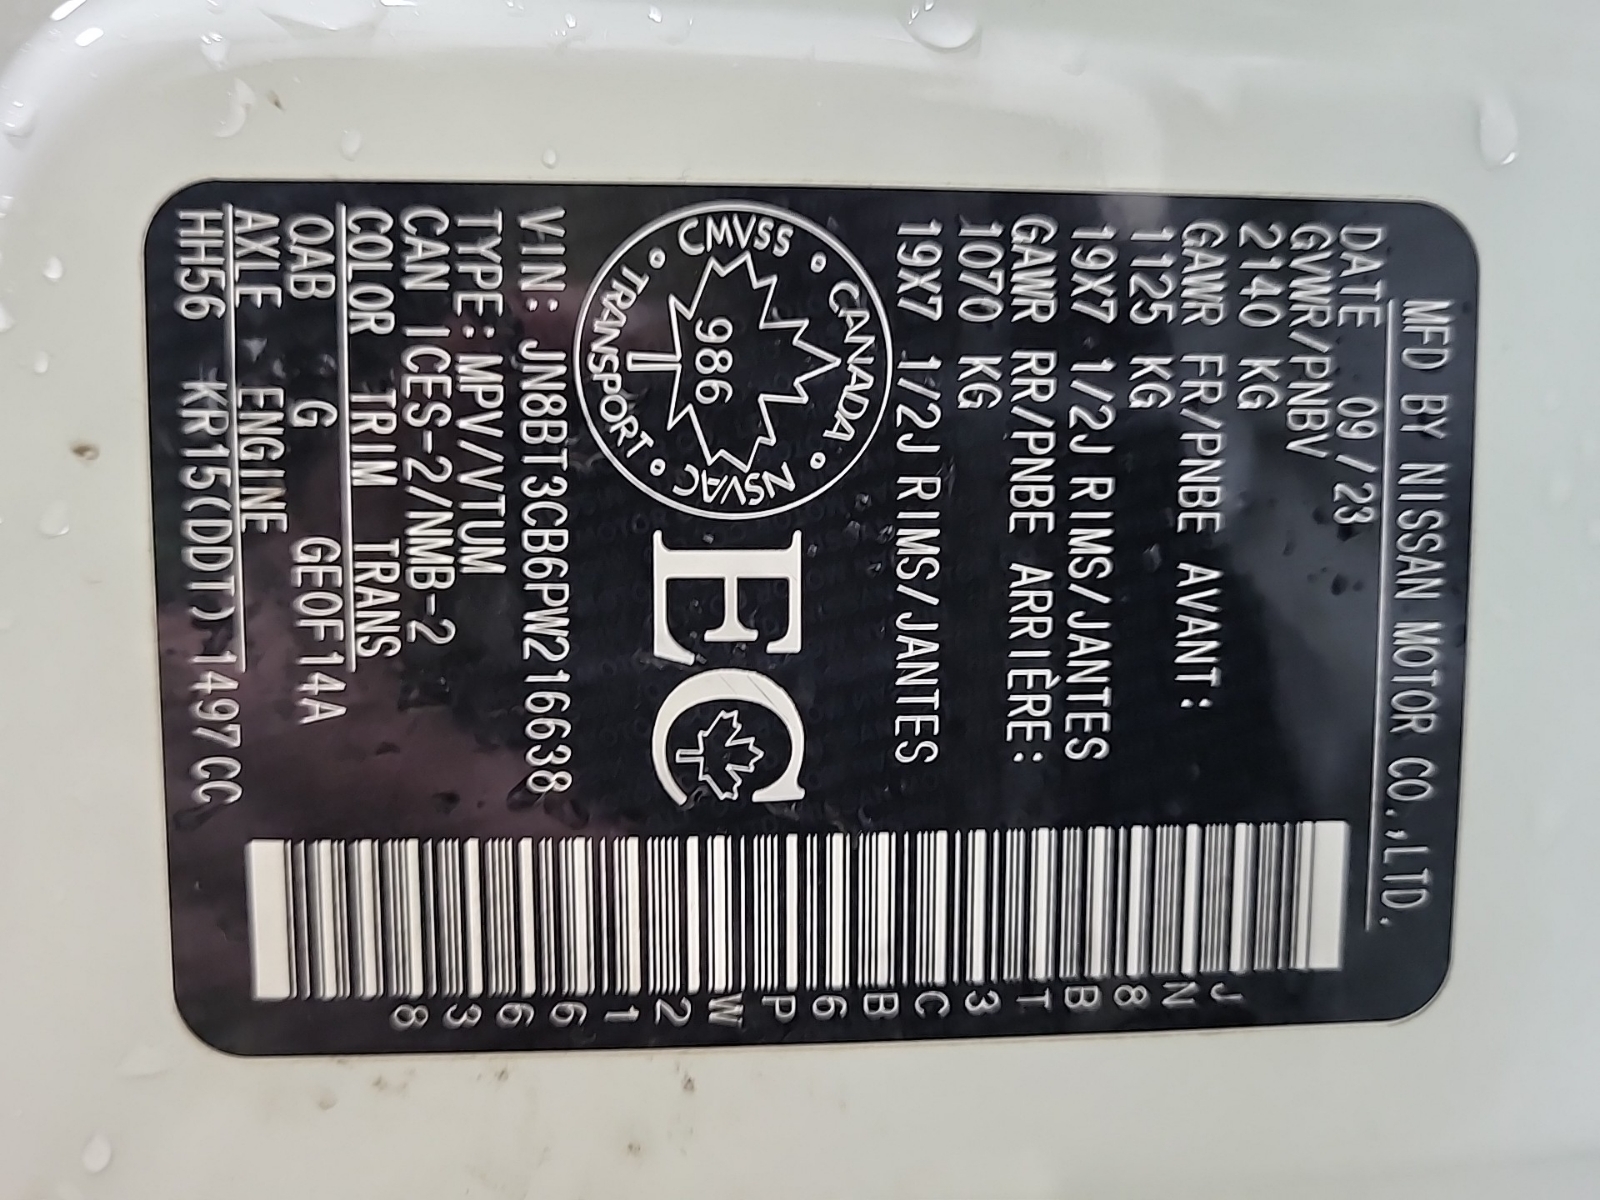 MFD BY NISSAN MOTOR CO.,LTD.
DATE 09/23
GVWR/PNBV
2140 KG
GAWR FR/PNBE AVANT:
1125 KG
19X7 1/2J RIMS/JANTES
GAWR RR/PNBE ARRIÈRE:
1070 KG
19X7 1/2J RIMS/JANTES
CANADA
CMVSS · NSVAC
986
TRANSPORT
EC
VIN: JN8BT3CB6PW216638
TYPE:MPV/VTUM
CAN ICES-2/NMB-2
COLOR TRIM TRANS
QAB G GE0F14A
AXLE ENGINE
HH56 KR15(DDT) 1497CC
JN8BT3CB6PW216638